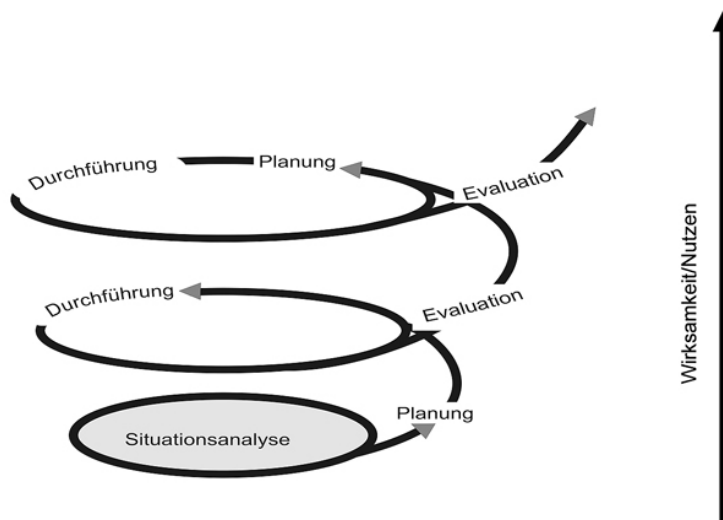 Durchführung
Planung
Evaluation
Durchführung
Evaluation
Planung
Situationsanalyse
Wirksamkeit/Nutzen